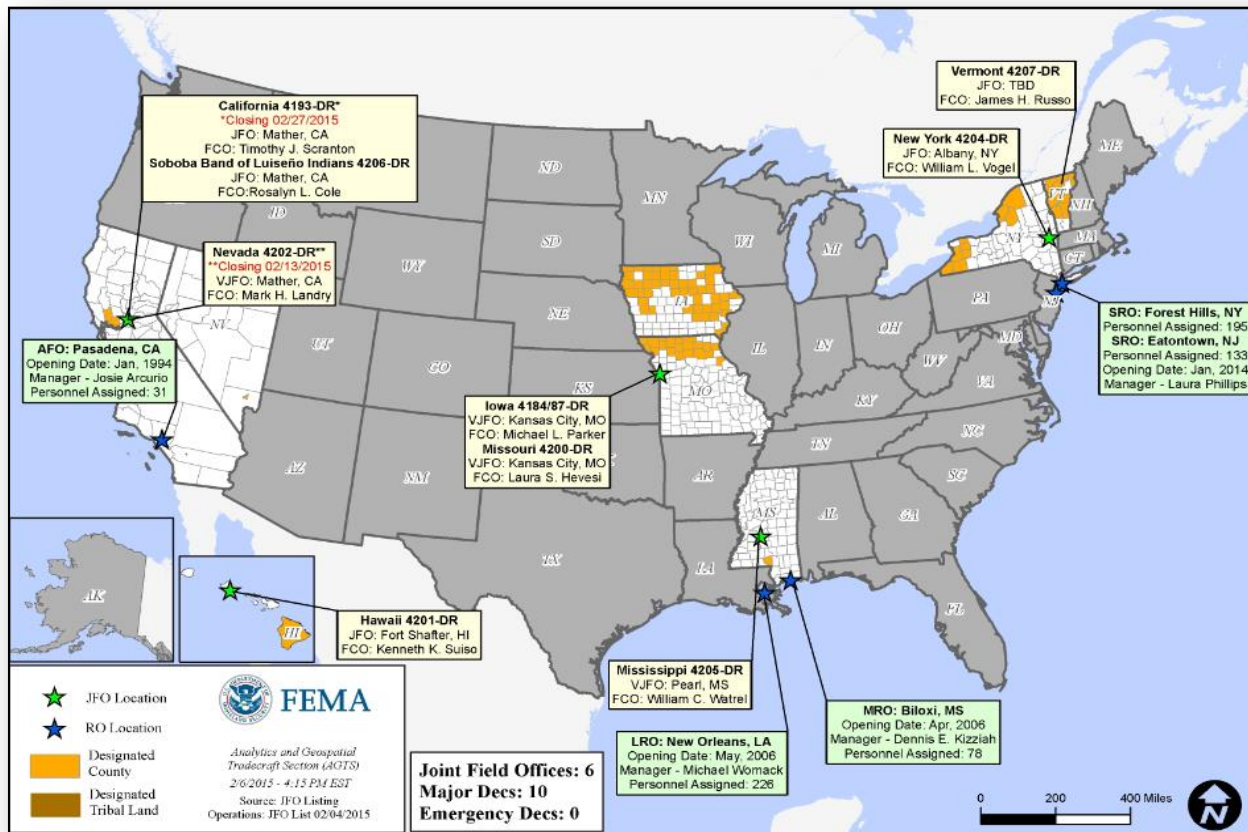 Vermont 4207-DR
JFO: TBD
FCO: James H. Russo
California 4193-DR*
*Closing 02/27/2015
JFO: Mather, CA
FCO: Timothy J. Scranton
Soboba Band of Luiseño Indians 4206-DR
JFO: Mather, CA
FCO:Rosalyn L. Cole
New York 4204-DR
JFO: Albany, NY
FCO: William L. Vogel
Nevada 4202-DR**
**Closing 02/13/2015
VJFO: Mather, CA
FCO: Mark H. Landry
AFO: Pasadena, CA
Opening Date: Jan, 1994
Manager - Josie Arcurio
Personnel Assigned: 31
SRO: Forest Hills, NY
Personnel Assigned: 195
SRO: Eatontown, NJ
Personnel Assigned: 133
Opening Date: Jan, 2014
Manager - Laura Phillips
Iowa 4184/87-DR
VJFO: Kansas City, MO
FCO: Michael L. Parker
Missouri 4200-DR
VJFO: Kansas City, MO
FCO: Laura S. Hevesi
ME
ND
MN
VT
NH
ID
SD
WI
MI
NY
MA
CT
WY
IA
PA
NJ
NE
NV
OH
MD
UT
IL
IN
WV
CO
VA
KS
MO
KY
NC
TN
AZ
NM
AR
SC
MS
AL
GA
TX
LA
FL
AK
HI
Hawaii 4201-DR
JFO: Fort Shafter, HI
FCO: Kenneth K. Suiso
Mississippi 4205-DR
VJFO: Pearl, MS
FCO: William C. Watrel
MRO: Biloxi, MS
Opening Date: Apr, 2006
Manager - Dennis E. Kizziah
Personnel Assigned: 78
LRO: New Orleans, LA
Opening Date: May, 2006
Manager - Michael Womack
Personnel Assigned: 226
JFO Location
RO Location
Designated
County
Designated
Tribal Land
FEMA
Analytics and Geospatial
Tradecraft Section (AGTS)
2/6/2015 - 4:15 PM EST
Source: JFO Listing
Operations: JFO List 02/04/2015
Joint Field Offices: 6
Major Decs: 10
Emergency Decs: 0
0 200 400 Miles
N